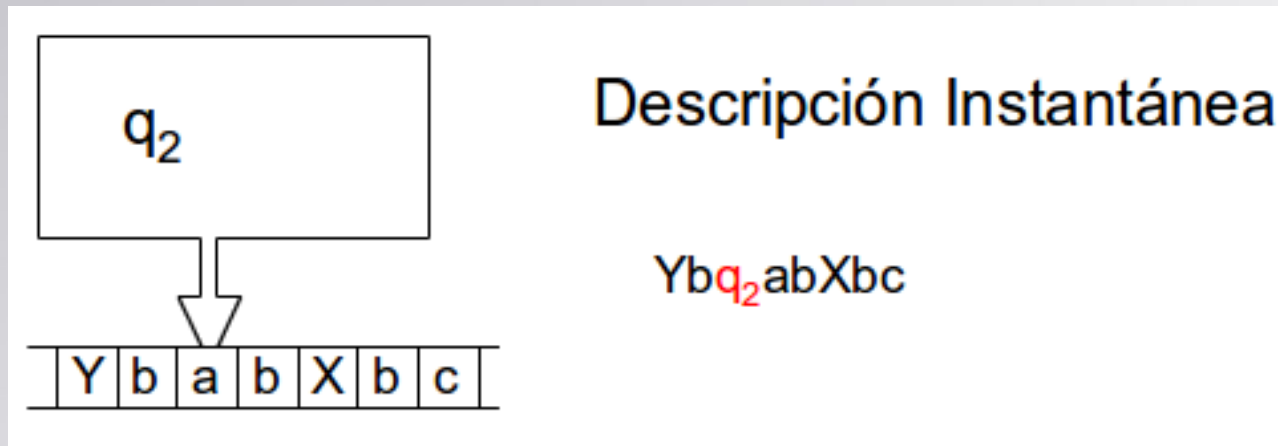 q₂
Descripción Instantánea
Ybq₂abXbc
Y b a b X b c